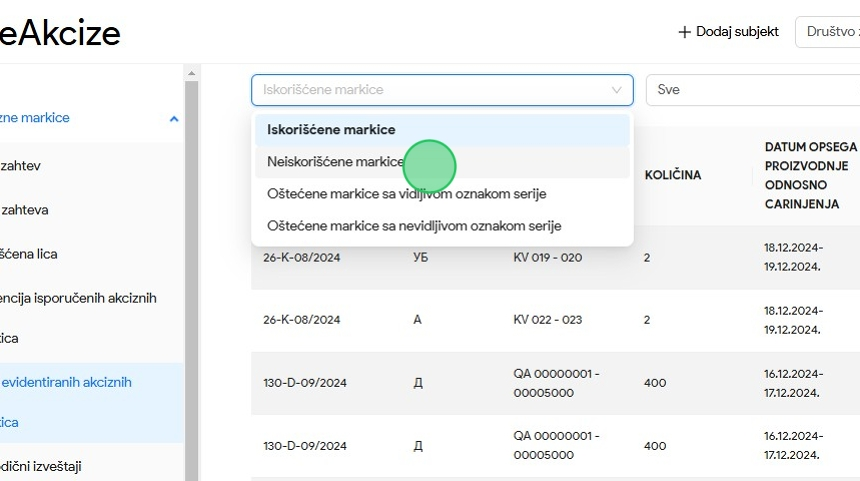 eAkcize
Dodaj subjekt
Društvo
zne markice
zahtev
zahteva
šćena lica
encija isporučenih akciznih
ica
evidentiranih akciznih
ica
odični izveštaji
Iskorišćene markice
Sve
Iskorišćene markice
Neiskorišćene markice
Oštećene markice sa vidljivom oznakom serije
Oštećene markice sa nevidljivom oznakom serije
KOLIČINA
DATUM OPSEGA
PROIZVODNJE
ODNOSNO
CARINJENJA
26-K-08/2024 УБ KV 019 - 020 2 18.12.2024-
19.12.2024.
26-K-08/2024 А KV 022 - 023 2 18.12.2024-
19.12.2024.
130-D-09/2024 Д QA 00000001 - 400 16.12.2024-
00005000 17.12.2024.
130-D-09/2024 Д QA 00000001 - 400 16.12.2024-
00005000 17.12.2024.